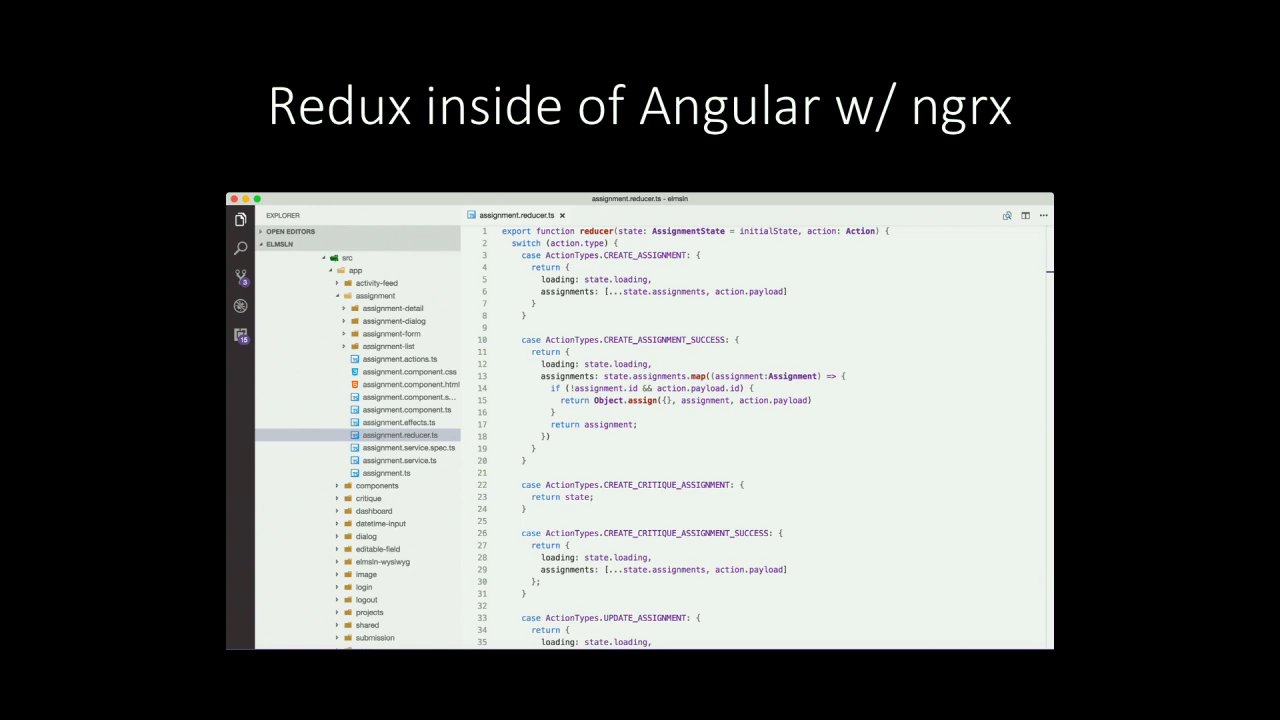 Redux inside of Angular w/ ngrx
assignment.reducer.ts - elmsln
EXPLORER
OPEN EDITORS
ELMSLN
src
app
activity-feed
assignment
assignment-detail
assignment-dialog
assignment-form
assignment-list
assignment.actions.ts
assignment.component.css
assignment.component.html
assignment.component.s...
assignment.component.ts
assignment.effects.ts
assignment.reducer.ts
assignment.service.spec.ts
assignment.service.ts
assignment.ts
components
critique
dashboard
datetime-input
dialog
editable-field
elmsln-wysiwyg
image
login
logout
projects
shared
submission
3
15
assignment.reducer.ts
1 export function reducer(state: AssignmentState = initialState, action: Action) {
2 switch (action.type) {
3 case ActionTypes.CREATE_ASSIGNMENT: {
4 return {
5 loading: state.loading,
6 assignments: [...state.assignments, action.payload]
7 }
8 }
9
10 case ActionTypes.CREATE_ASSIGNMENT_SUCCESS: {
11 return {
12 loading: state.loading,
13 assignments: state.assignments.map((assignment:Assignment) => {
14 if (!assignment.id && action.payload.id) {
15 return Object.assign({}, assignment, action.payload)
16 }
17 return assignment;
18 })
19 }
20 }
21
22 case ActionTypes.CREATE_CRITIQUE_ASSIGNMENT: {
23 return state;
24 }
25
26 case ActionTypes.CREATE_CRITIQUE_ASSIGNMENT_SUCCESS: {
27 return {
28 loading: state.loading,
29 assignments: [...state.assignments, action.payload]
30 };
31 }
32
33 case ActionTypes.UPDATE_ASSIGNMENT: {
34 return {
35 loading: state.loading,